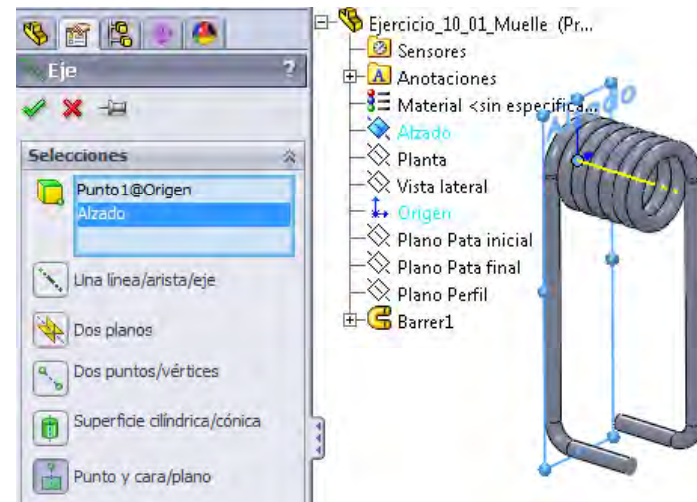 Eje
?
Selecciones
Punto1@Origen
Alzado
Una línea/arista/eje
Dos planos
Dos puntos/vértices
Superficie cilíndrica/cónica
Punto y cara/plano
Ejercicio_10_01_Muelle (Pr...
Sensores
A Anotaciones
Material <sin especifica...
Alzado
Planta
Vista lateral
Origen
Plano Pata inicial
Plano Pata final
Plano Perfil
Barrer1
Alzado